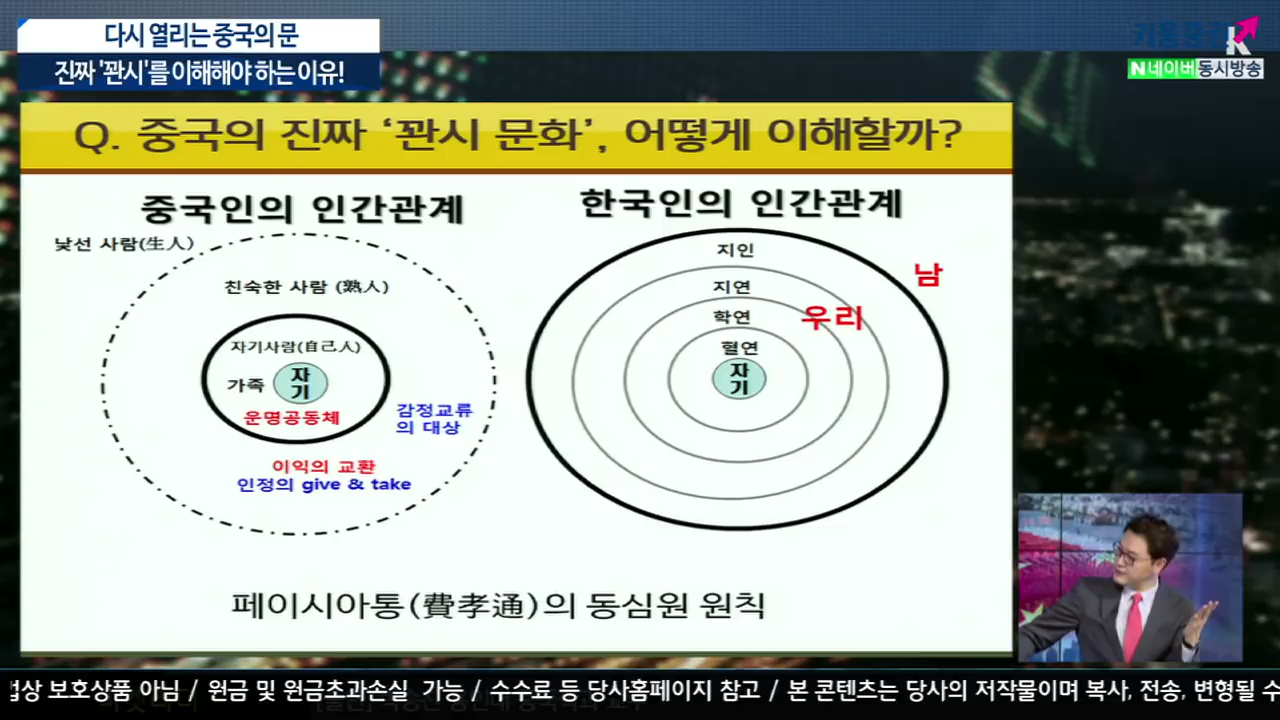 다시 열리는 중국의 문
진짜 '꽌시'를 이해해야 하는 이유!
키움증권
K
N 네이버 동시방송
Q. 중국의 진짜 ‘꽌시 문화’, 어떻게 이해할까?
중국인의 인간관계
낯선 사람(生人)
친숙한 사람 (熟人)
자기사람(自己人)
가족
자기
운명공동체
감정교류
의 대상
이익의 교환
인정의 give & take
한국인의 인간관계
지인
지연
학연
혈연
자기
우리
남
페이시아통(費孝通)의 동심원 원칙
보호상품 아님 / 원금 및 원금초과손실 가능 / 수수료 등 당사홈페이지 참고 / 본 콘텐츠는 당사의 저작물이며 복사, 전송, 변형될 수